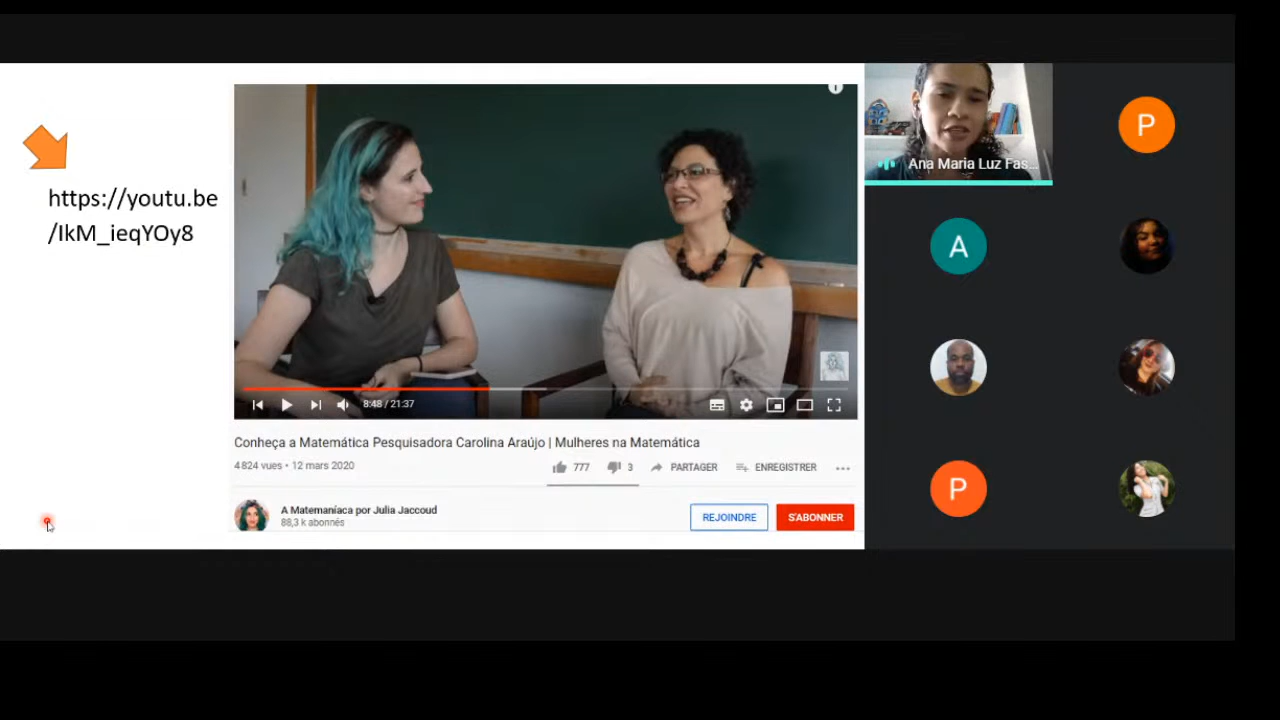 https://youtu.be
/IkM_ieqYOy8
8:48 / 21:37
Conheça a Matemática Pesquisadora Carolina Araújo | Mulheres na Matemática
4 824 vues • 12 mars 2020
777
3
PARTAGER
ENREGISTRER
A Matemaníaca por Julia Jaccoud
88,3 k abonnés
REJOINDRE
S'ABONNER
Ana Maria Luz Fas...
P
A
P